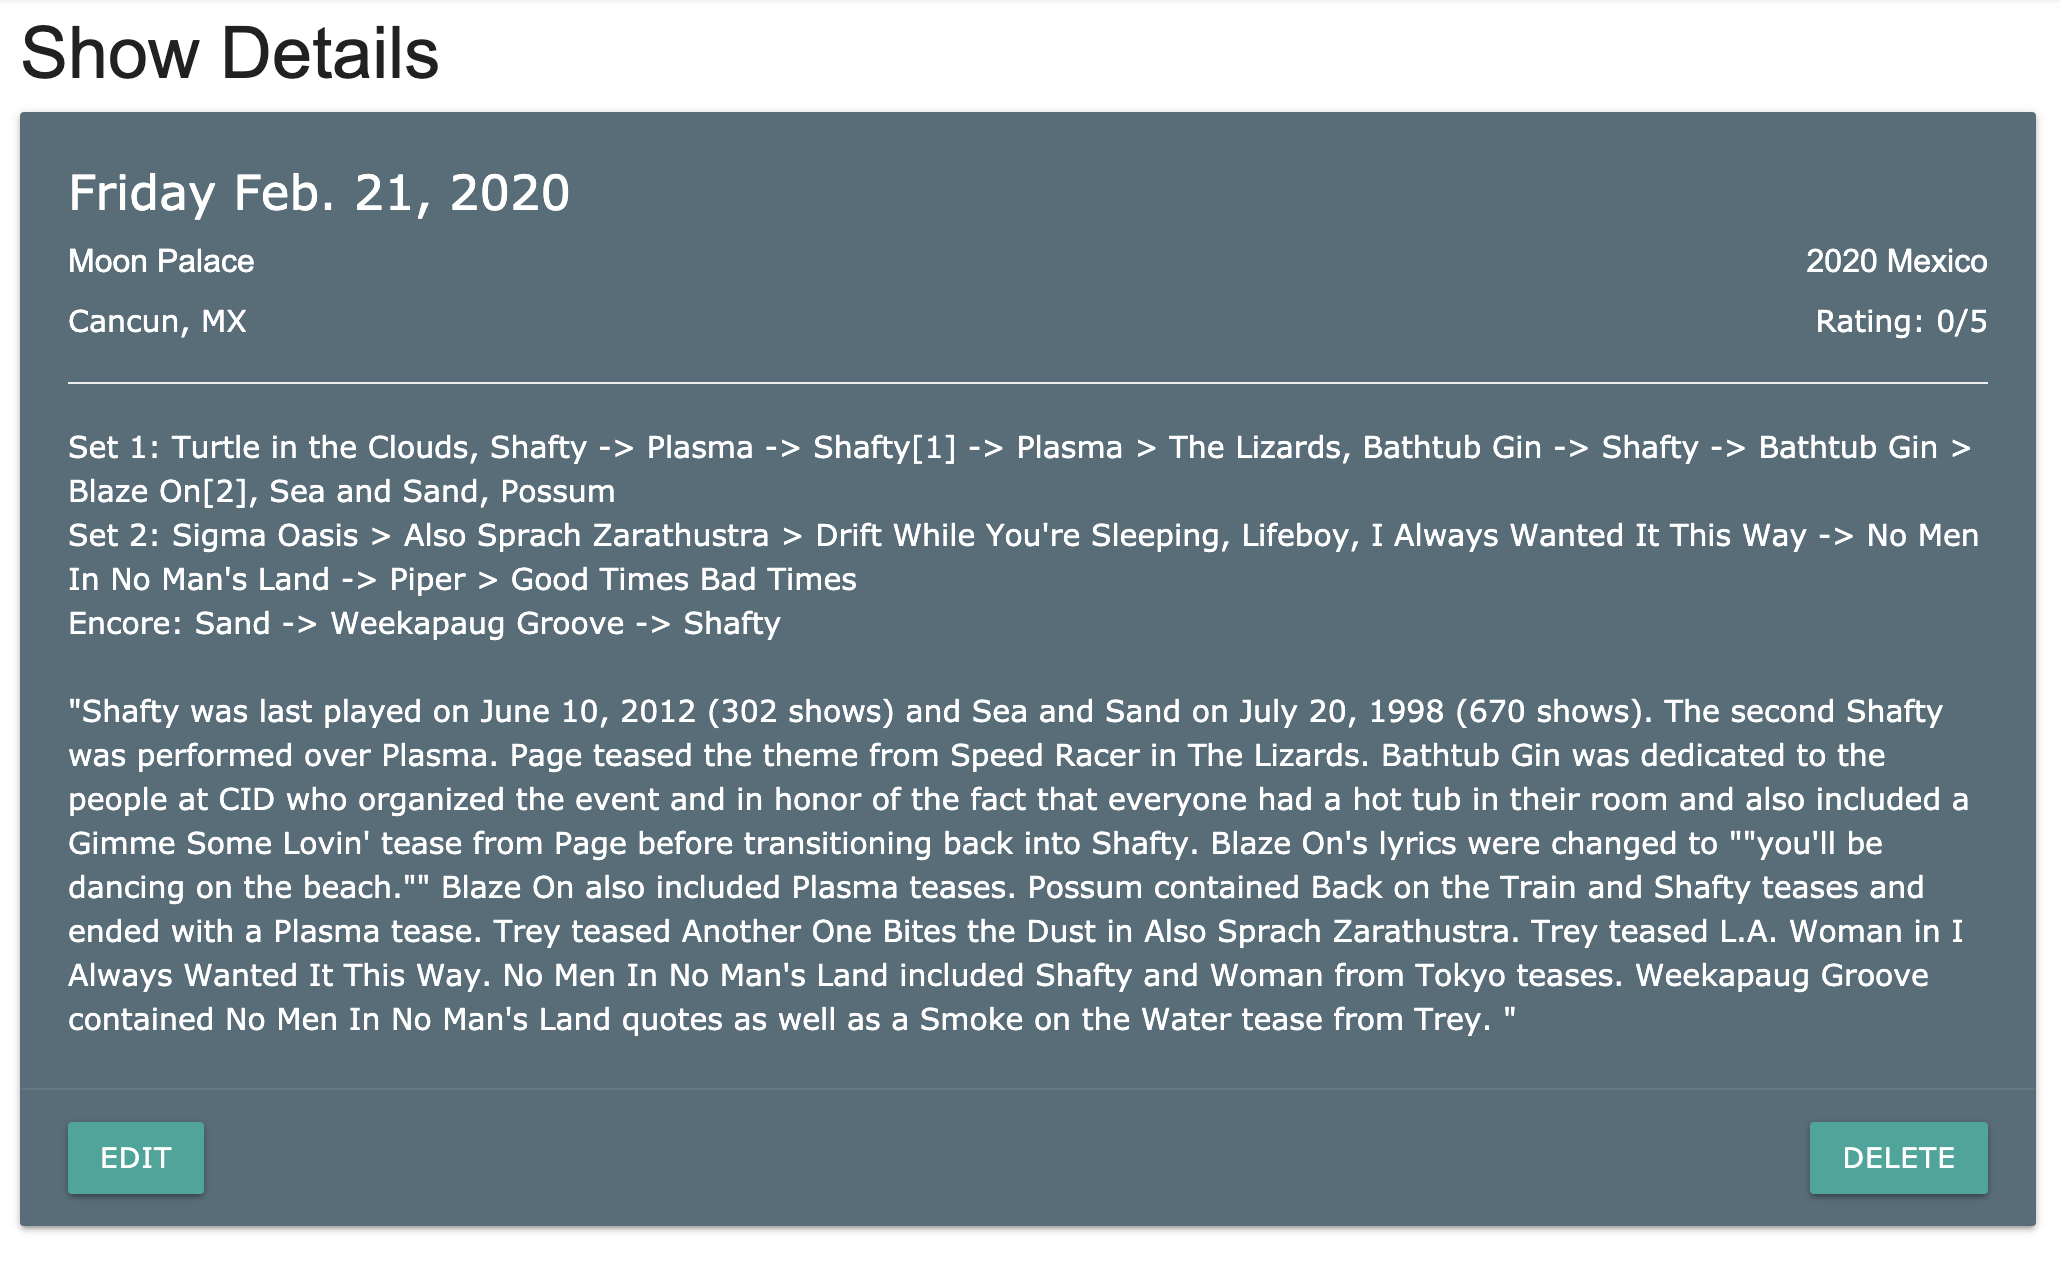 Show Details
Friday Feb. 21, 2020
Moon Palace
2020 Mexico
Cancun, MX
Rating: 0/5
Set 1: Turtle in the Clouds, Shafty -> Plasma -> Shafty[1] -> Plasma > The Lizards, Bathtub Gin -> Shafty -> Bathtub Gin >
Blaze On[2], Sea and Sand, Possum
Set 2: Sigma Oasis > Also Sprach Zarathustra > Drift While You're Sleeping, Lifeboy, I Always Wanted It This Way -> No Men
In No Man's Land -> Piper > Good Times Bad Times
Encore: Sand -> Weekapaug Groove -> Shafty
"Shafty was last played on June 10, 2012 (302 shows) and Sea and Sand on July 20, 1998 (670 shows). The second Shafty
was performed over Plasma. Page teased the theme from Speed Racer in The Lizards. Bathtub Gin was dedicated to the
people at CID who organized the event and in honor of the fact that everyone had a hot tub in their room and also included a
Gimme Some Lovin' tease from Page before transitioning back into Shafty. Blaze On's lyrics were changed to ""you'll be
dancing on the beach."" Blaze On also included Plasma teases. Possum contained Back on the Train and Shafty teases and
ended with a Plasma tease. Trey teased Another One Bites the Dust in Also Sprach Zarathustra. Trey teased L.A. Woman in I
Always Wanted It This Way. No Men In No Man's Land included Shafty and Woman from Tokyo teases. Weekapaug Groove
contained No Men In No Man's Land quotes as well as a Smoke on the Water tease from Trey. "
EDIT
DELETE